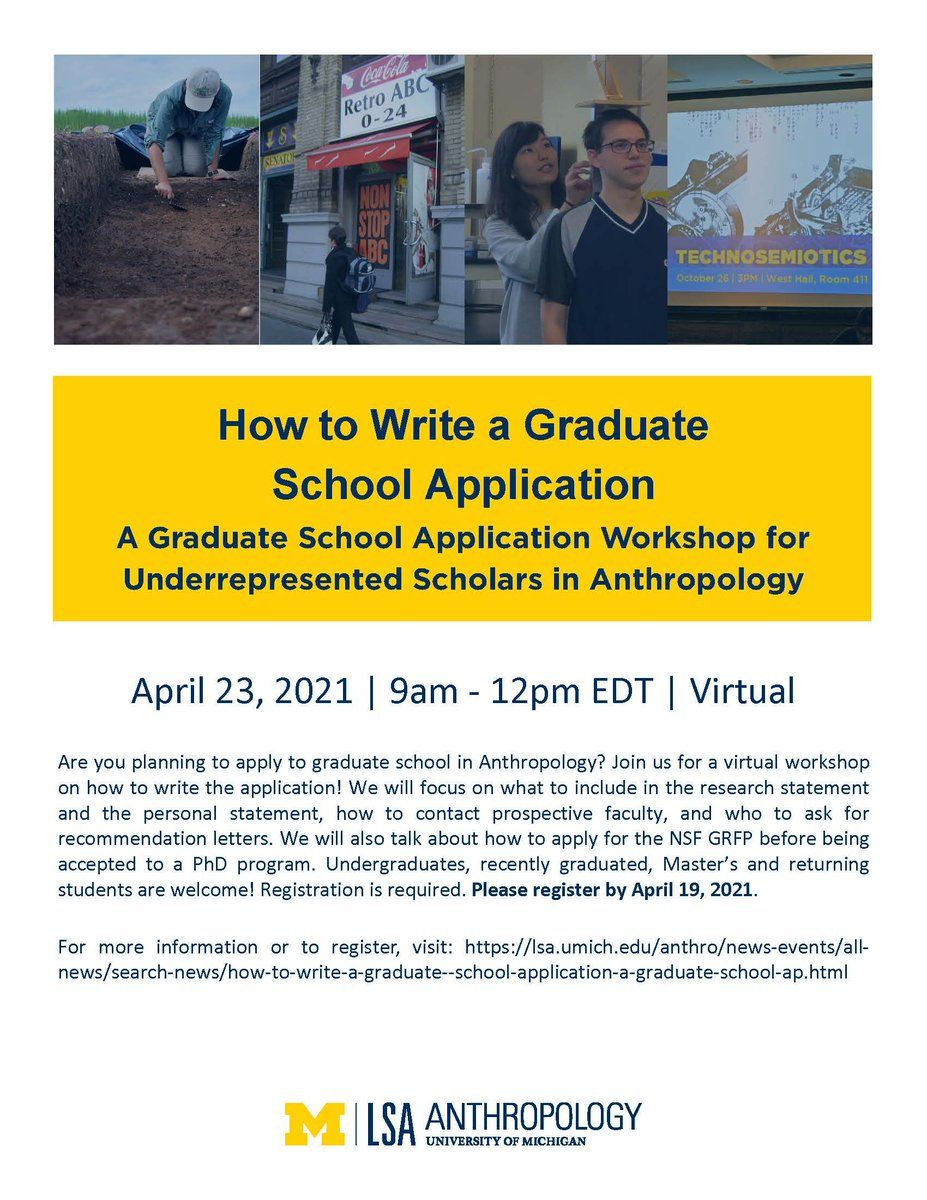 Coca-Cola
Retro ABC
0-24
SENATOR
NON
STOP
ABC
TECHNOSEMIOTICS
October 26 | 3PM | West Hall, Room 411
How to Write a Graduate
School Application
A Graduate School Application Workshop for
Underrepresented Scholars in Anthropology
April 23, 2021 | 9am - 12pm EDT | Virtual
Are you planning to apply to graduate school in Anthropology? Join us for a virtual workshop
on how to write the application! We will focus on what to include in the research statement
and the personal statement, how to contact prospective faculty, and who to ask for
recommendation letters. We will also talk about how to apply for the NSF GRFP before being
accepted to a PhD program. Undergraduates, recently graduated, Master’s and returning
students are welcome! Registration is required. Please register by April 19, 2021.
For more information or to register, visit: https://lsa.umich.edu/anthro/news-events/all-
news/search-news/how-to-write-a-graduate--school-application-a-graduate-school-ap.html
M | LSA ANTHROPOLOGY
UNIVERSITY OF MICHIGAN